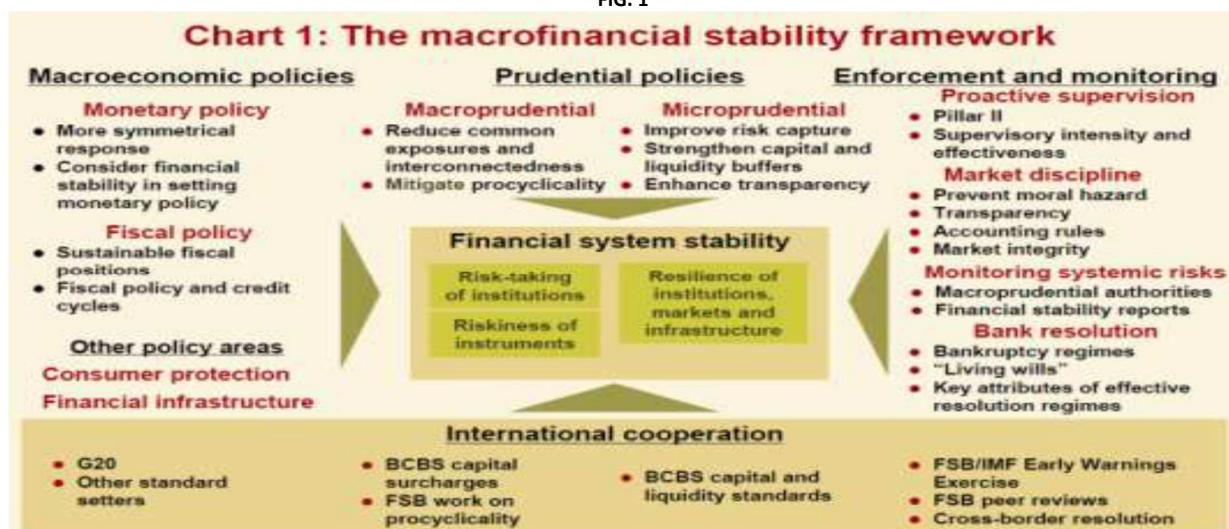 FIG. 1
Chart 1: The macrofinancial stability framework
Macroeconomic policies
Monetary policy
More symmetrical
response
Consider financial
stability in setting
monetary policy
Fiscal policy
Sustainable fiscal
positions
Fiscal policy and credit
cycles
Other policy areas
Consumer protection
Financial infrastructure
Prudential policies
Macroprudential
Reduce common
exposures and
interconnectedness
Mitigate procyclicality
Microprudential
Improve risk capture
Strengthen capital and
liquidity buffers
Enhance transparency
Financial system stability
Risk-taking
of institutions
Riskiness of
instruments
Resilience of
institutions,
markets and
infrastructure
Enforcement and monitoring
Proactive supervision
Pillar II
Supervisory intensity and
effectiveness
Market discipline
Prevent moral hazard
Transparency
Accounting rules
Market integrity
Monitoring systemic risks
Macroprudential authorities
Financial stability reports
Bank resolution
Bankruptcy regimes
"Living wills"
Key attributes of effective
resolution regimes
International cooperation
G20
Other standard
setters
BCBS capital
surcharges
FSB work on
procyclicality
BCBS capital and
liquidity standards
FSB/IMF Early Warnings
Exercise
FSB peer reviews
Cross-border resolution